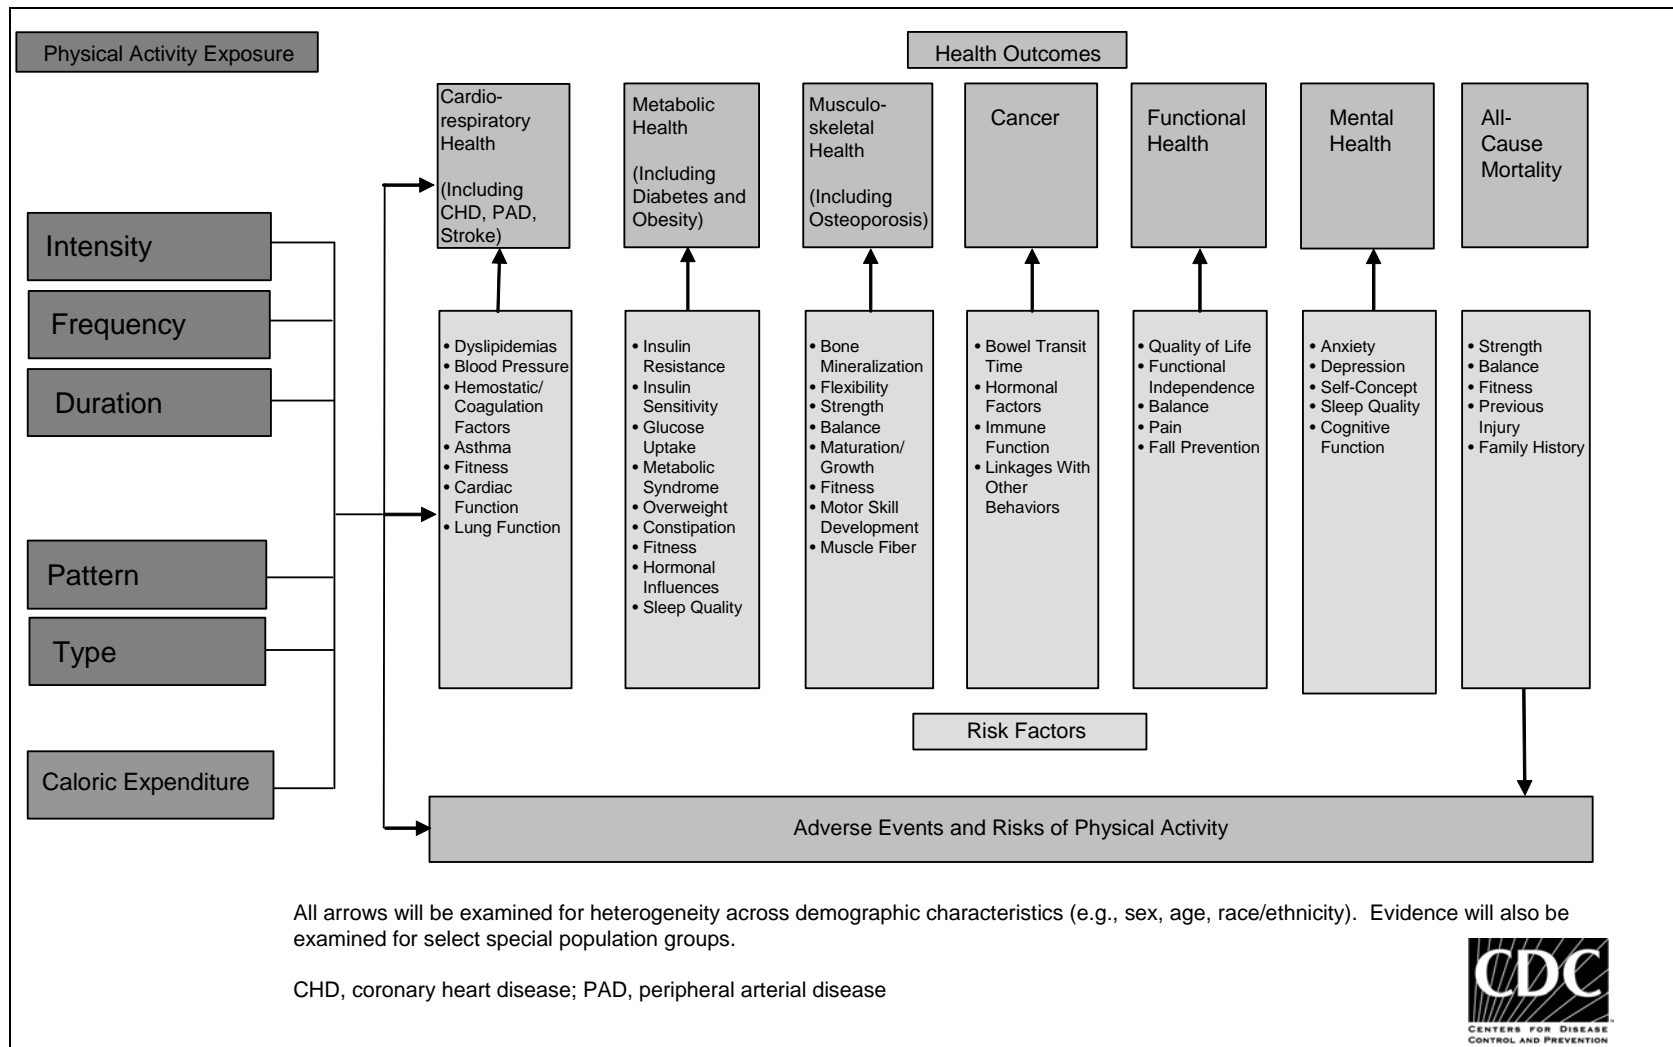 Physical Activity Exposure
Health Outcomes
Cardio-
respiratory
Health
(Including
CHD, PAD,
Stroke)
Metabolic
Health
(Including
Diabetes and
Obesity)
Musculo-
skeletal
Health
(Including
Osteoporosis)
Cancer
Functional
Health
Mental
Health
All-
Cause
Mortality
Intensity
Frequency
Duration
Pattern
Type
Caloric Expenditure
• Dyslipidemias
• Blood Pressure
• Hemostatic/
Coagulation
Factors
• Asthma
• Fitness
• Cardiac
Function
• Lung Function
• Insulin
Resistance
• Insulin
Sensitivity
• Glucose
Uptake
• Metabolic
Syndrome
• Overweight
• Constipation
• Fitness
• Hormonal
Influences
• Sleep Quality
• Bone
Mineralization
• Flexibility
• Strength
• Balance
• Maturation/
Growth
• Fitness
• Motor Skill
Development
• Muscle Fiber
• Bowel Transit
Time
• Hormonal
Factors
• Immune
Function
• Linkages With
Other
Behaviors
• Quality of Life
• Functional
Independence
• Balance
• Pain
• Fall Prevention
• Anxiety
• Depression
• Self-Concept
• Sleep Quality
• Cognitive
Function
• Strength
• Balance
• Fitness
• Previous
Injury
• Family History
Risk Factors
Adverse Events and Risks of Physical Activity
All arrows will be examined for heterogeneity across demographic characteristics (e.g., sex, age, race/ethnicity).  Evidence will also be
examined for select special population groups.
CHD, coronary heart disease; PAD, peripheral arterial disease
CDC
CENTERS FOR DISEASE
CONTROL AND PREVENTION